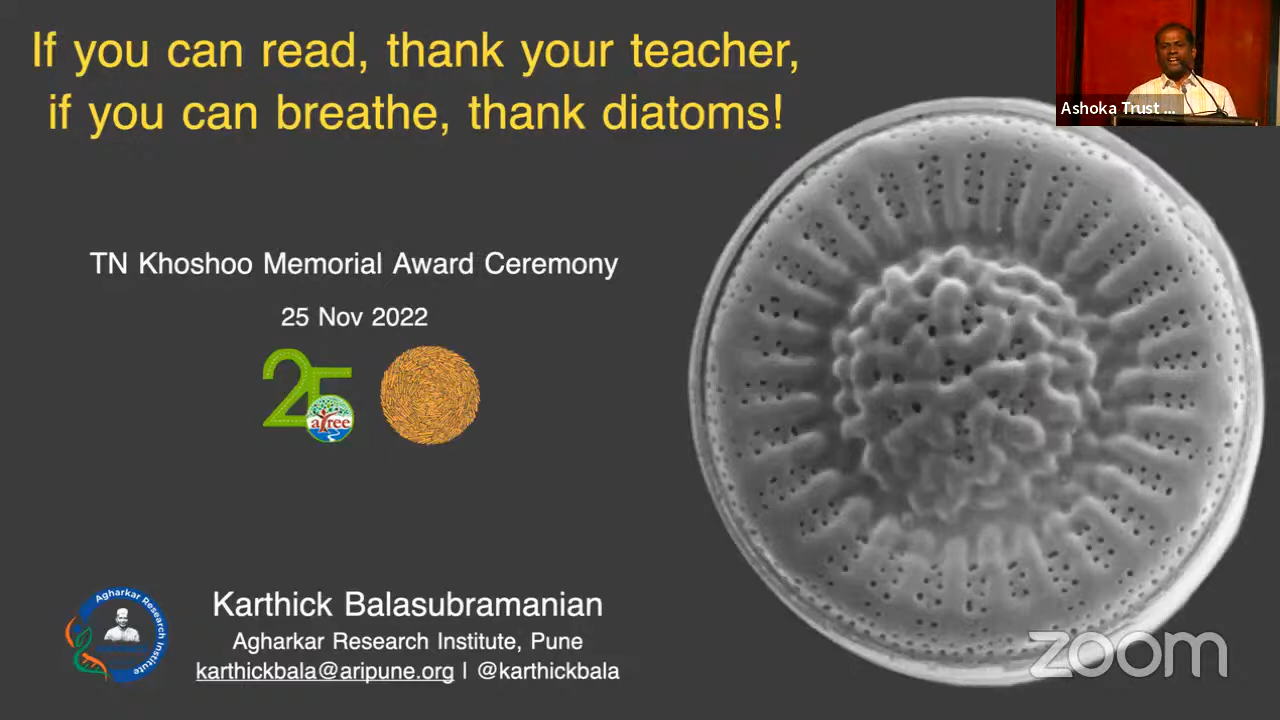 If you can read, thank your teacher,
if you can breathe, thank diatoms!
Ashoka Trust ...
TN Khoshoo Memorial Award Ceremony
25 Nov 2022
25
atree
Agharkar Research Institute
Karthick Balasubramanian
Agharkar Research Institute, Pune
karthickbala@aripune.org | @karthickbala
zoom